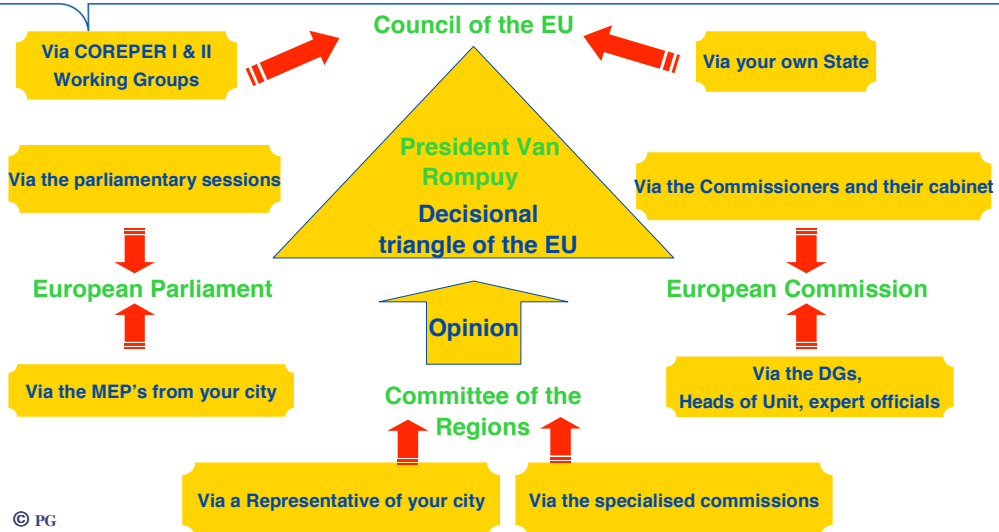 Council of the EU
Via COREPER I & II
Working Groups
Via your own State
President Van
Rompuy
Decisional
triangle of the EU
Via the parliamentary sessions
Via the Commissioners and their cabinet
European Parliament
European Commission
Opinion
Via the MEP's from your city
Via the DGs,
Heads of Unit, expert officials
Committee of the
Regions
Via a Representative of your city
Via the specialised commissions
© PG